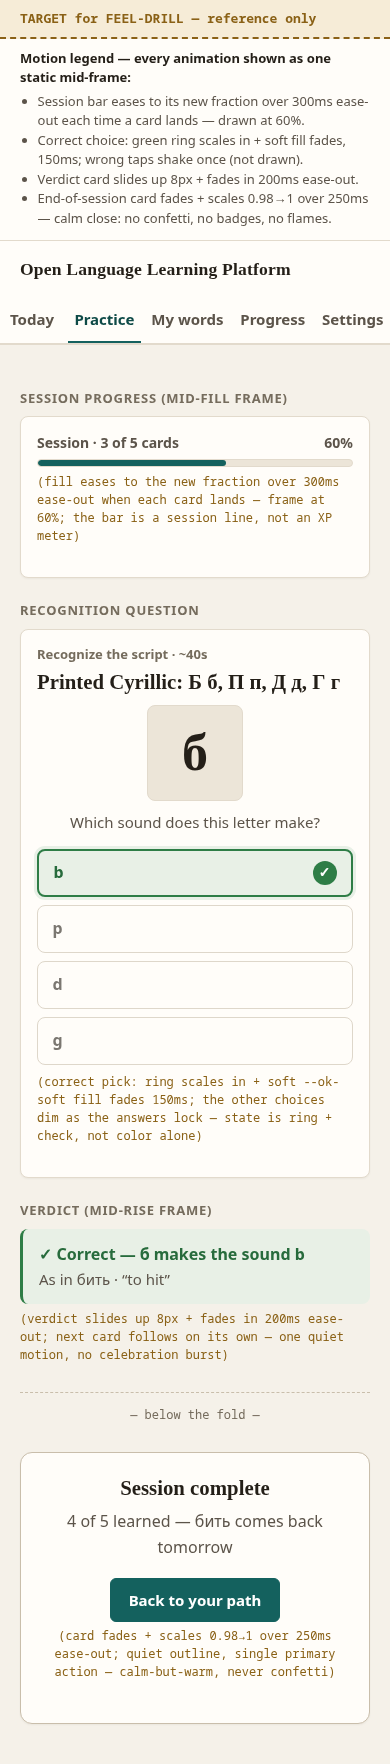 TARGET for FEEL-DRILL — reference only
Motion legend — every animation shown as one
static mid-frame:
• Session bar eases to its new fraction over 300ms ease-
out each time a card lands — drawn at 60%.
• Correct choice: green ring scales in + soft fill fades,
150ms; wrong taps shake once (not drawn).
• Verdict card slides up 8px + fades in 200ms ease-out.
• End-of-session card fades + scales 0.98→1 over 250ms
— calm close: no confetti, no badges, no flames.
Open Language Learning Platform
Today Practice My words Progress Settings
SESSION PROGRESS (MID-FILL FRAME)
Session · 3 of 5 cards 60%
(fill eases to the new fraction over 300ms
ease-out when each card lands — frame at
60%; the bar is a session line, not an XP
meter)
RECOGNITION QUESTION
Recognize the script · ~40s
Printed Cyrillic: Б б, П п, Д д, Г г
б
Which sound does this letter make?
b ✓
p
d
g
(correct pick: ring scales in + soft --ok-
soft fill fades 150ms; the other choices
dim as the answers lock — state is ring +
check, not color alone)
VERDICT (MID-RISE FRAME)
✓ Correct — б makes the sound b
As in бить · “to hit”
(verdict slides up 8px + fades in 200ms ease-
out; next card follows on its own — one quiet
motion, no celebration burst)
— below the fold —
Session complete
4 of 5 learned — бить comes back
tomorrow
Back to your path
(card fades + scales 0.98→1 over 250ms
ease-out; quiet outline, single primary
action — calm-but-warm, never confetti)